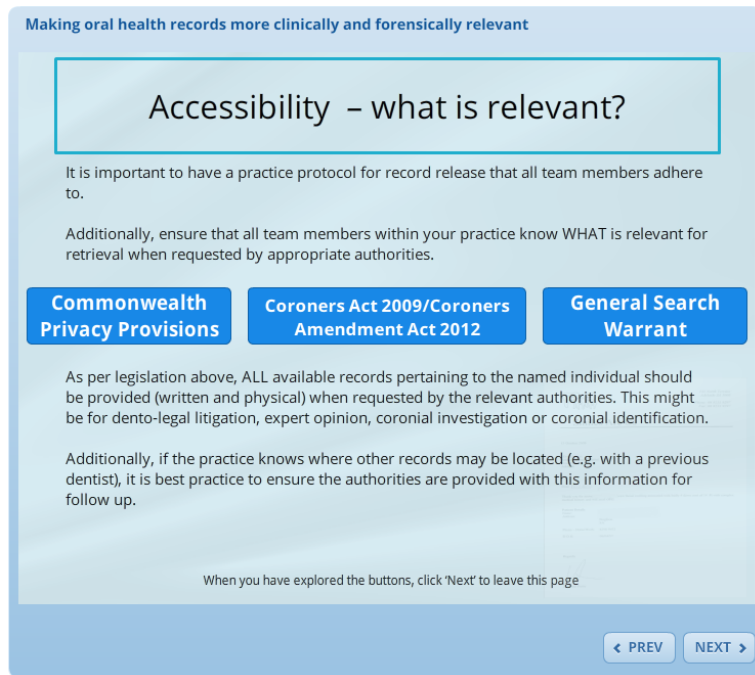 Making oral health records more clinically and forensically relevant
Accessibility – what is relevant?
It is important to have a practice protocol for record release that all team members adhere
to.
Additionally, ensure that all team members within your practice know WHAT is relevant for
retrieval when requested by appropriate authorities.
Commonwealth
Privacy Provisions
Coroners Act 2009/Coroners
Amendment Act 2012
General Search
Warrant
As per legislation above, ALL available records pertaining to the named individual should
be provided (written and physical) when requested by the relevant authorities. This might
be for dento-legal litigation, expert opinion, coronial investigation or coronial identification.
Additionally, if the practice knows where other records may be located (e.g. with a previous
dentist), it is best practice to ensure the authorities are provided with this information for
follow up.
When you have explored the buttons, click ‘Next’ to leave this page
PREV
NEXT